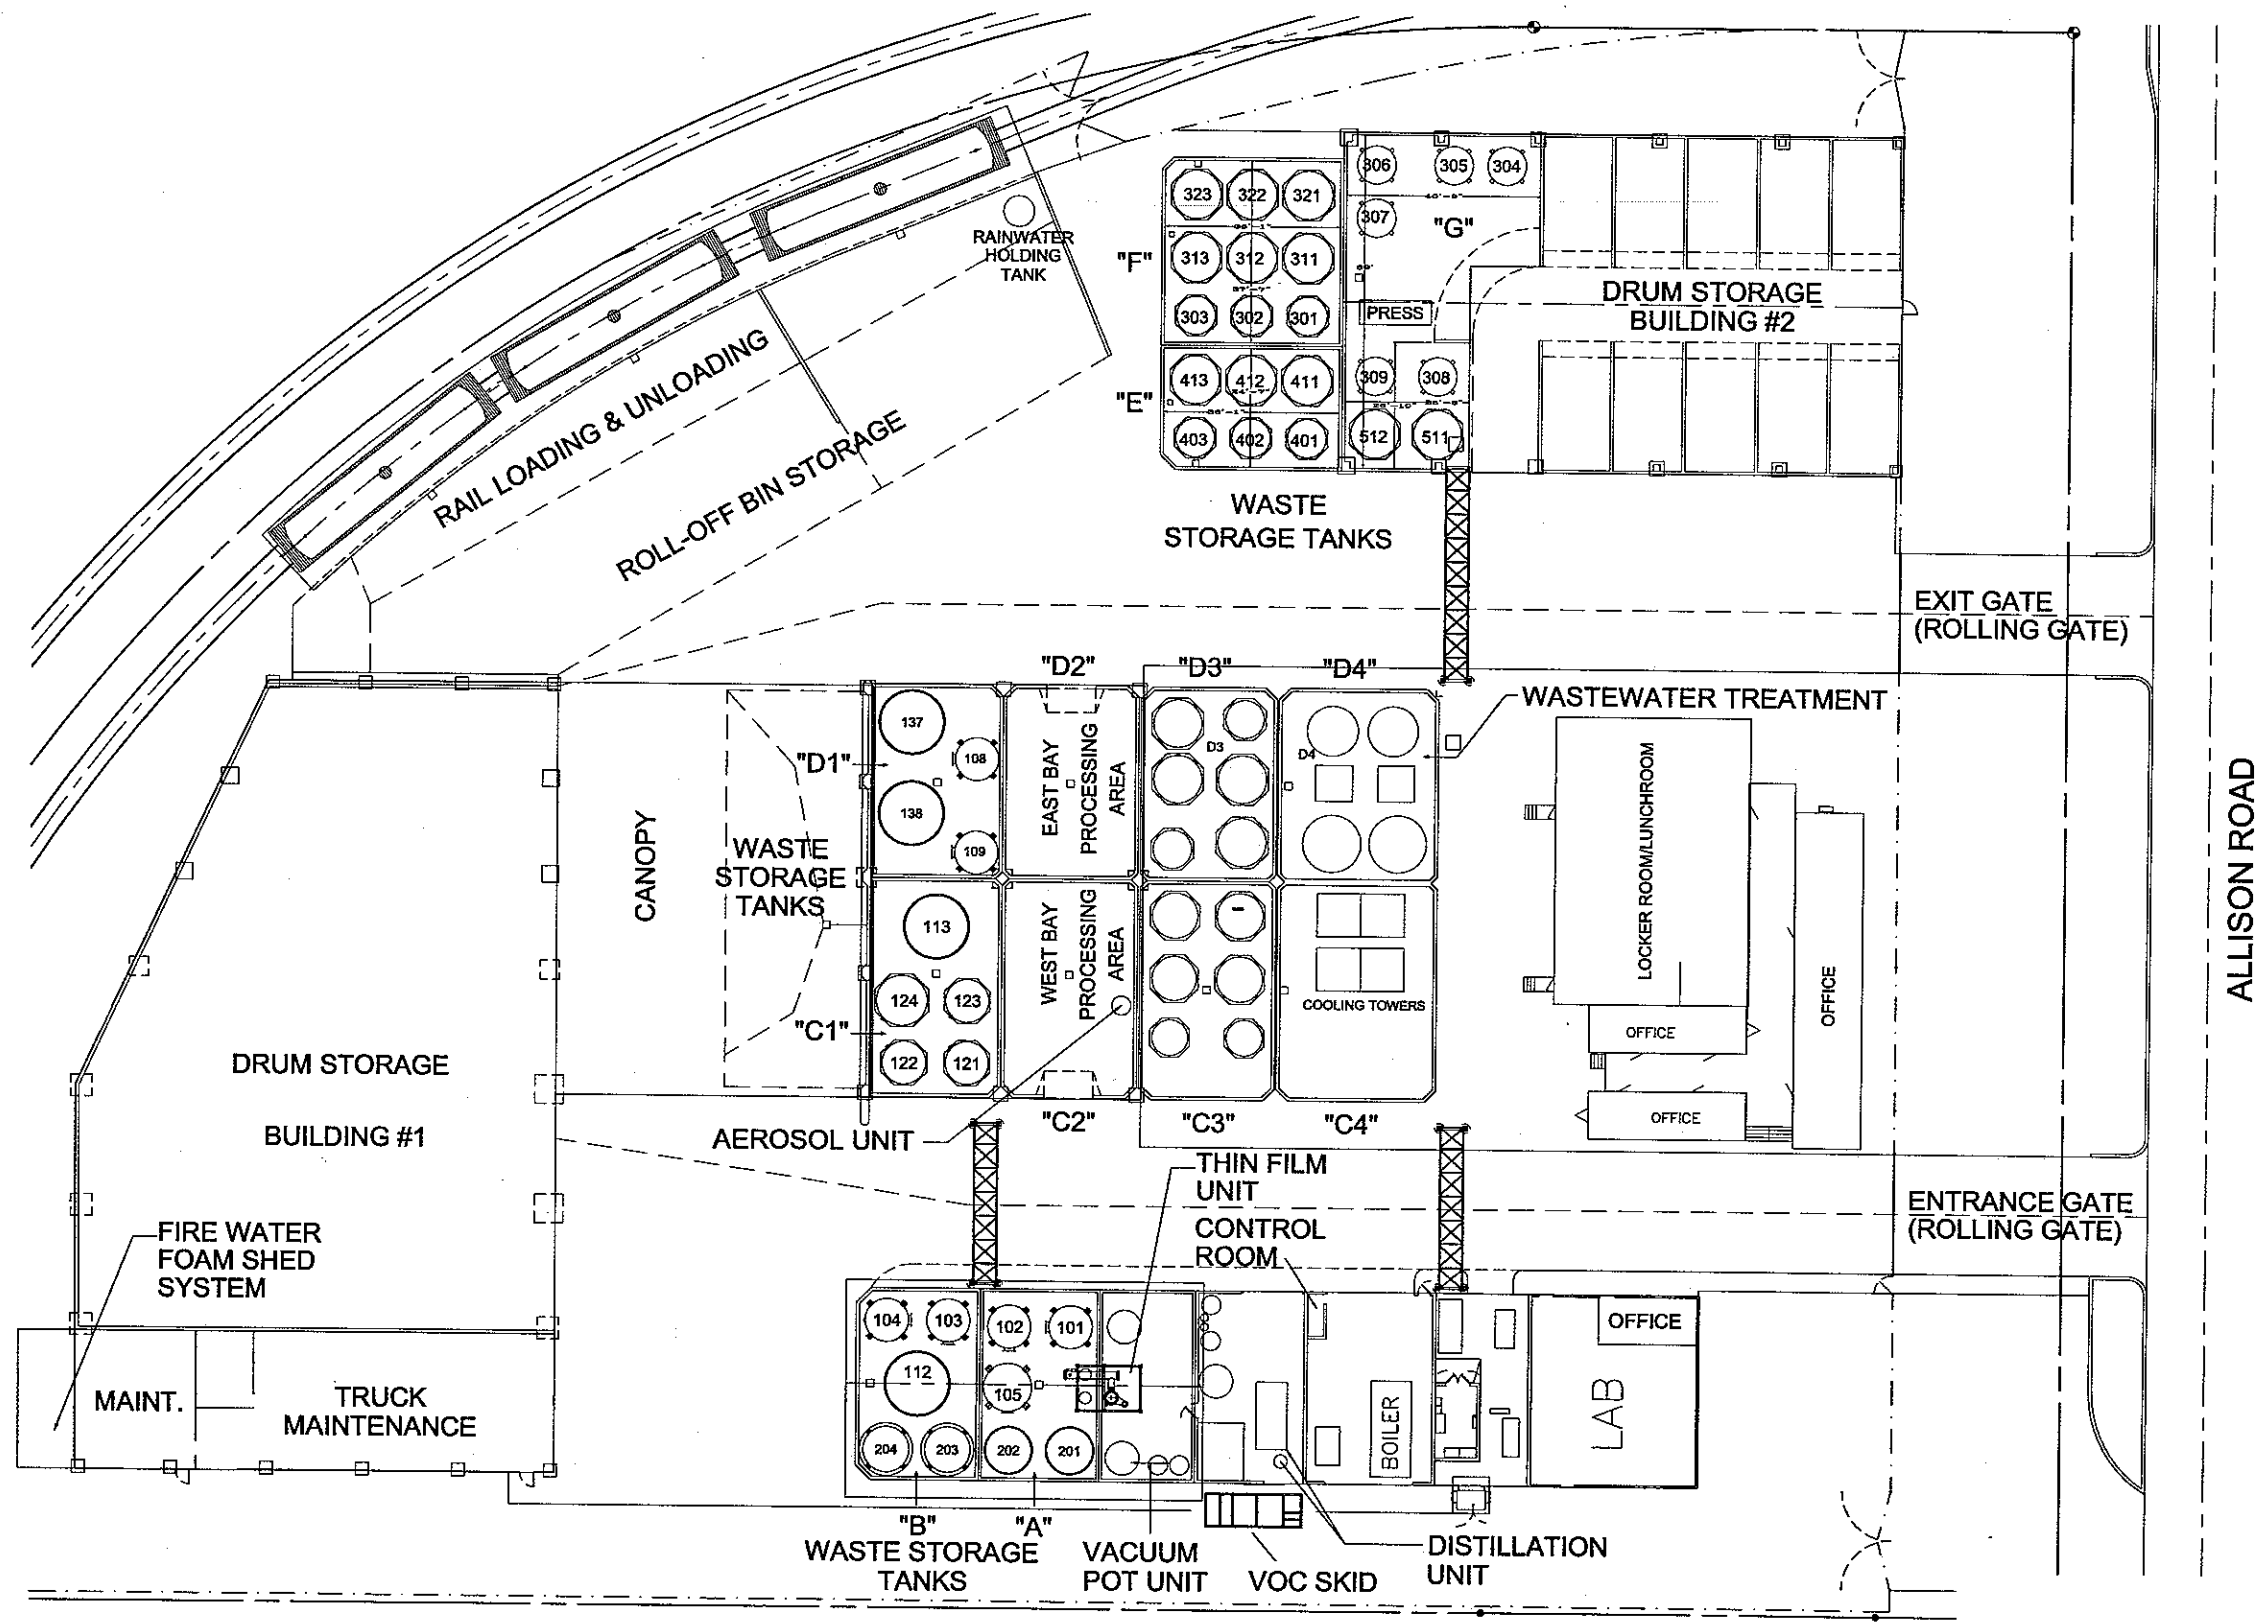 306
305
304
323
322
321
307
"G"
RAINWATER
HOLDING
TANK
"F"
313
312
311
DRUM STORAGE
BUILDING #2
303
302
301
PRESS
413
412
411
309
308
"E"
403
402
401
512
511
RAIL LOADING & UNLOADING
ROLL-OFF BIN STORAGE
WASTE
STORAGE TANKS
EXIT GATE
(ROLLING GATE)
"D2"
"D3"
"D4"
WASTEWATER TREATMENT
137
108
"D1"
138
109
EAST BAY
PROCESSING
AREA
D3
D4
LOCKER ROOM/LUNCHROOM
OFFICE
ALLISON ROAD
CANOPY
WASTE
STORAGE
TANKS
113
124
123
"C1"
122
121
WEST BAY
PROCESSING
AREA
COOLING TOWERS
OFFICE
OFFICE
DRUM STORAGE
BUILDING #1
AEROSOL UNIT
"C2"
"C3"
"C4"
THIN FILM
UNIT
CONTROL
ROOM
ENTRANCE GATE
(ROLLING GATE)
FIRE WATER
FOAM SHED
SYSTEM
104
103
102
101
112
105
204
203
202
201
OFFICE
LAB
BOILER
MAINT.
TRUCK
MAINTENANCE
"B"
"A"
WASTE STORAGE
TANKS
VACUUM
POT UNIT
VOC SKID
DISTILLATION
UNIT